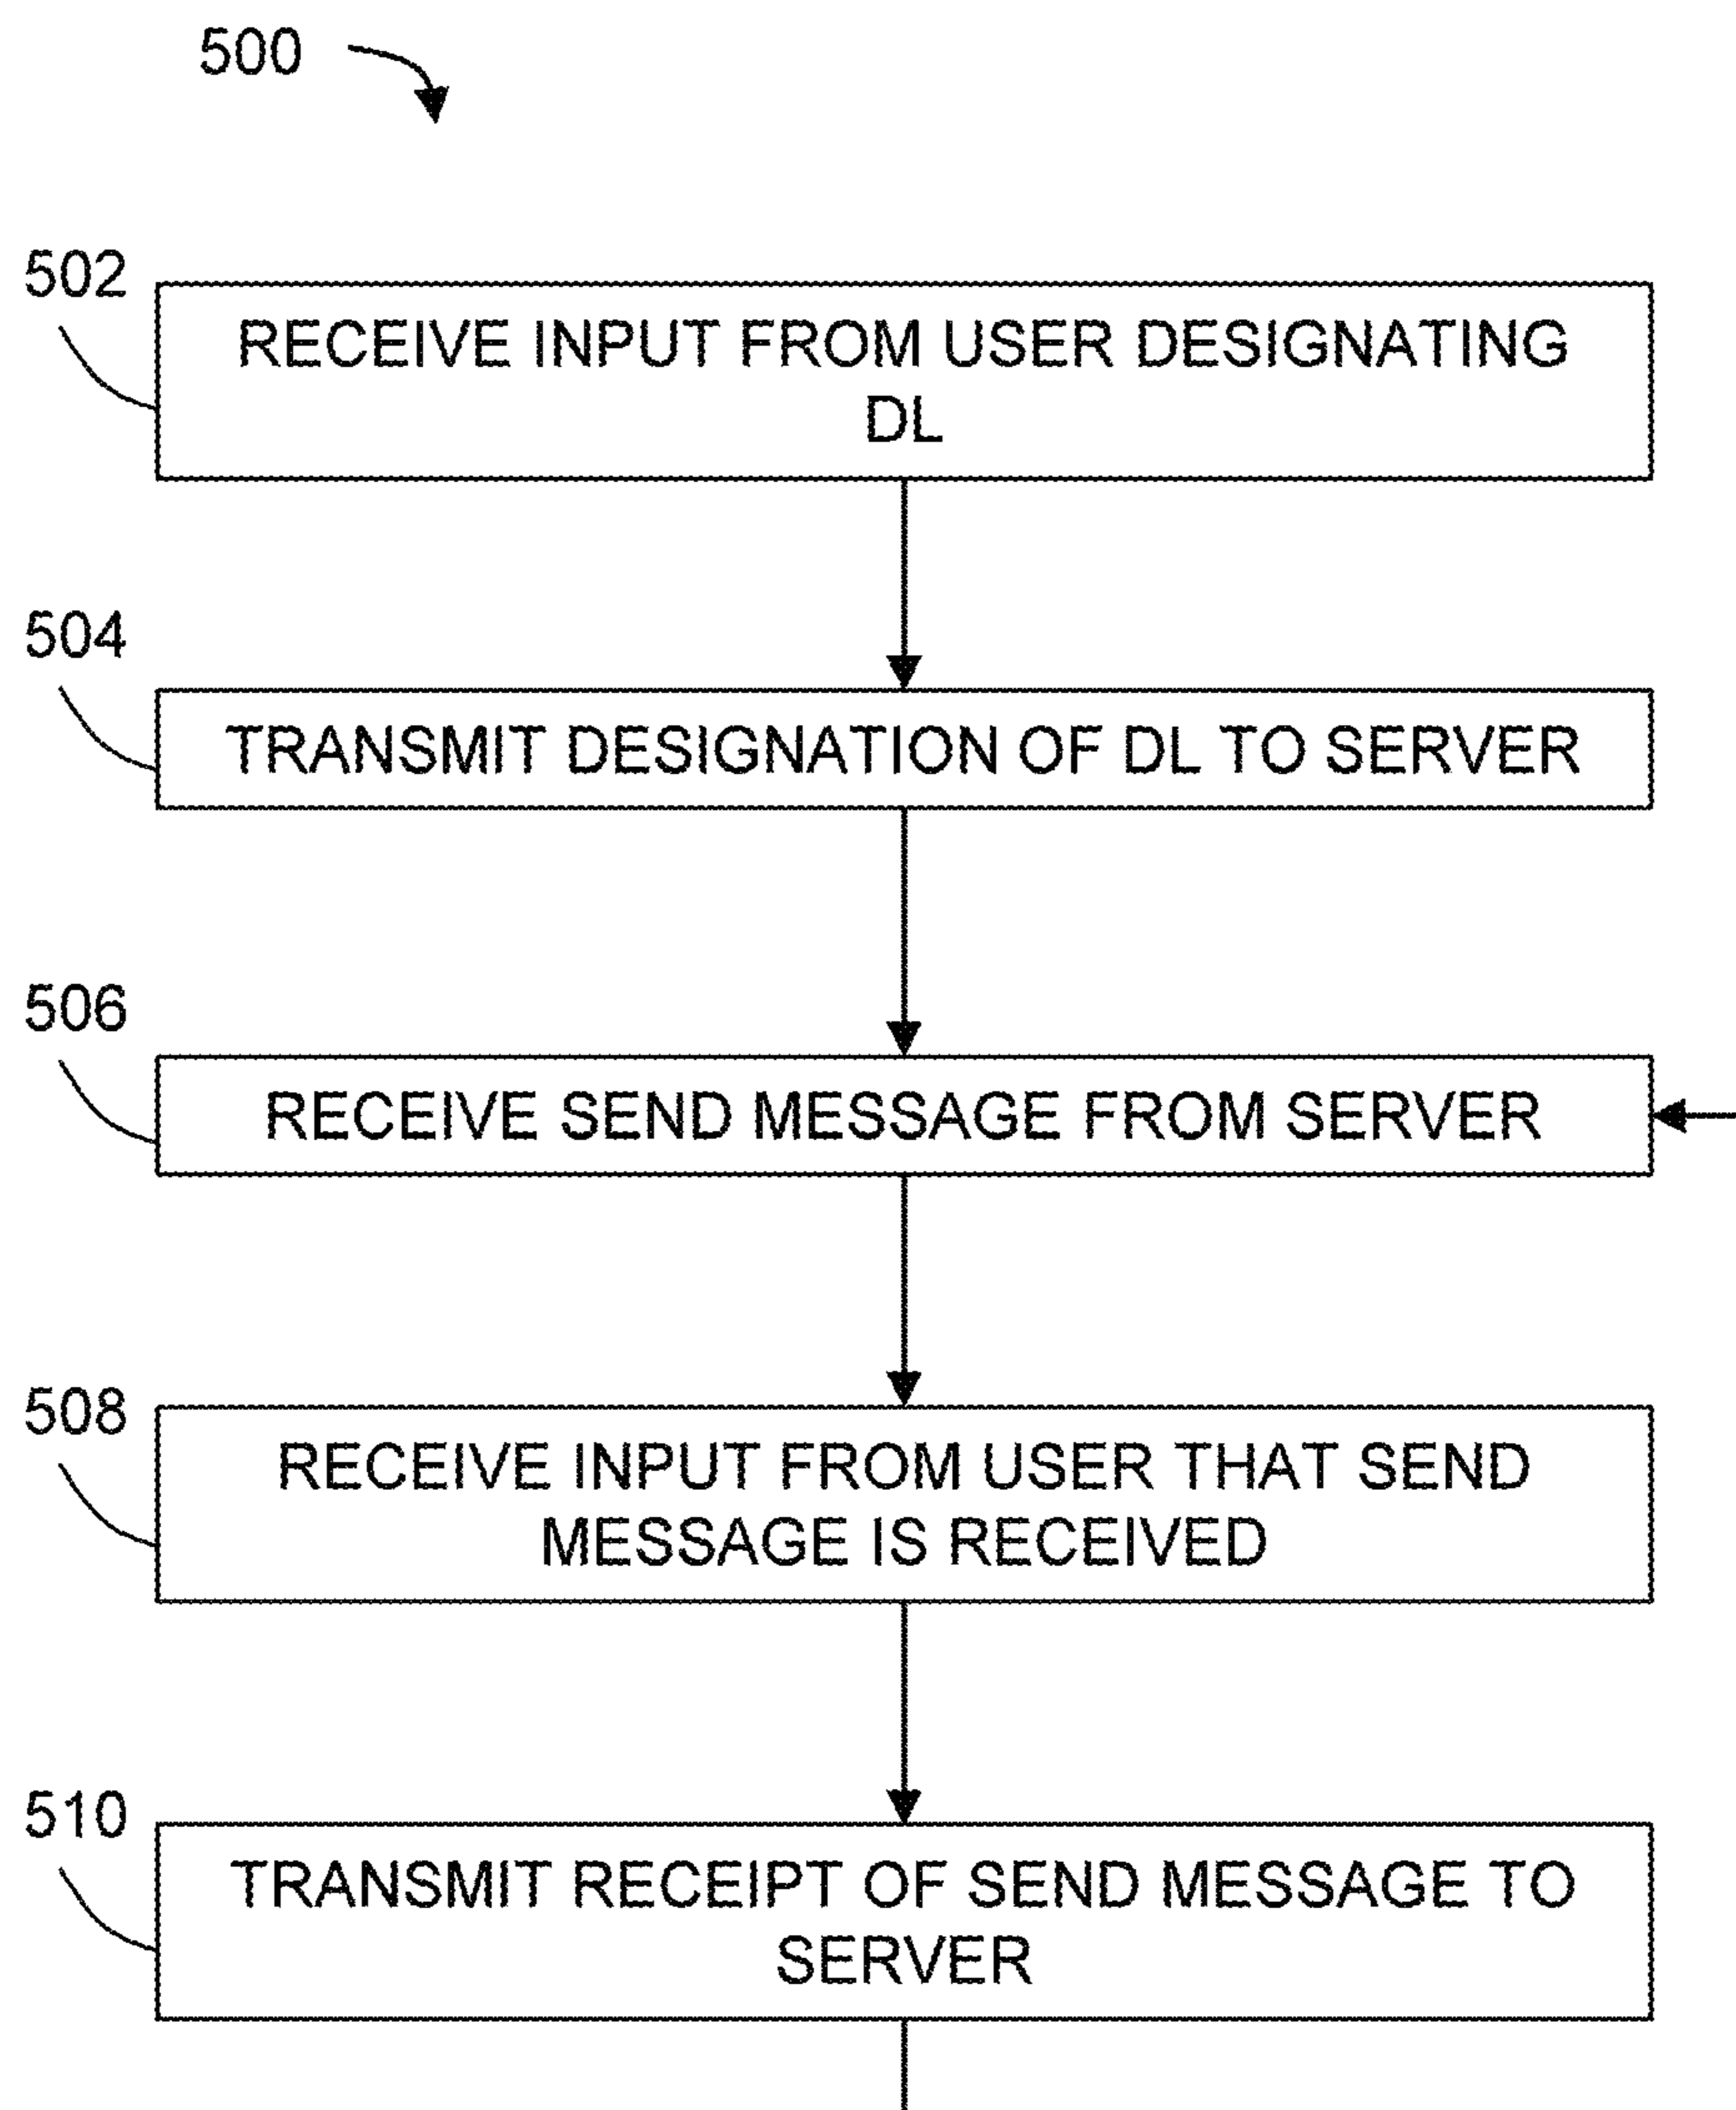 500
502
RECEIVE INPUT FROM USER DESIGNATING
DL
504
TRANSMIT DESIGNATION OF DL TO SERVER
506
RECEIVE SEND MESSAGE FROM SERVER
508
RECEIVE INPUT FROM USER THAT SEND
MESSAGE IS RECEIVED
510
TRANSMIT RECEIPT OF SEND MESSAGE TO
SERVER